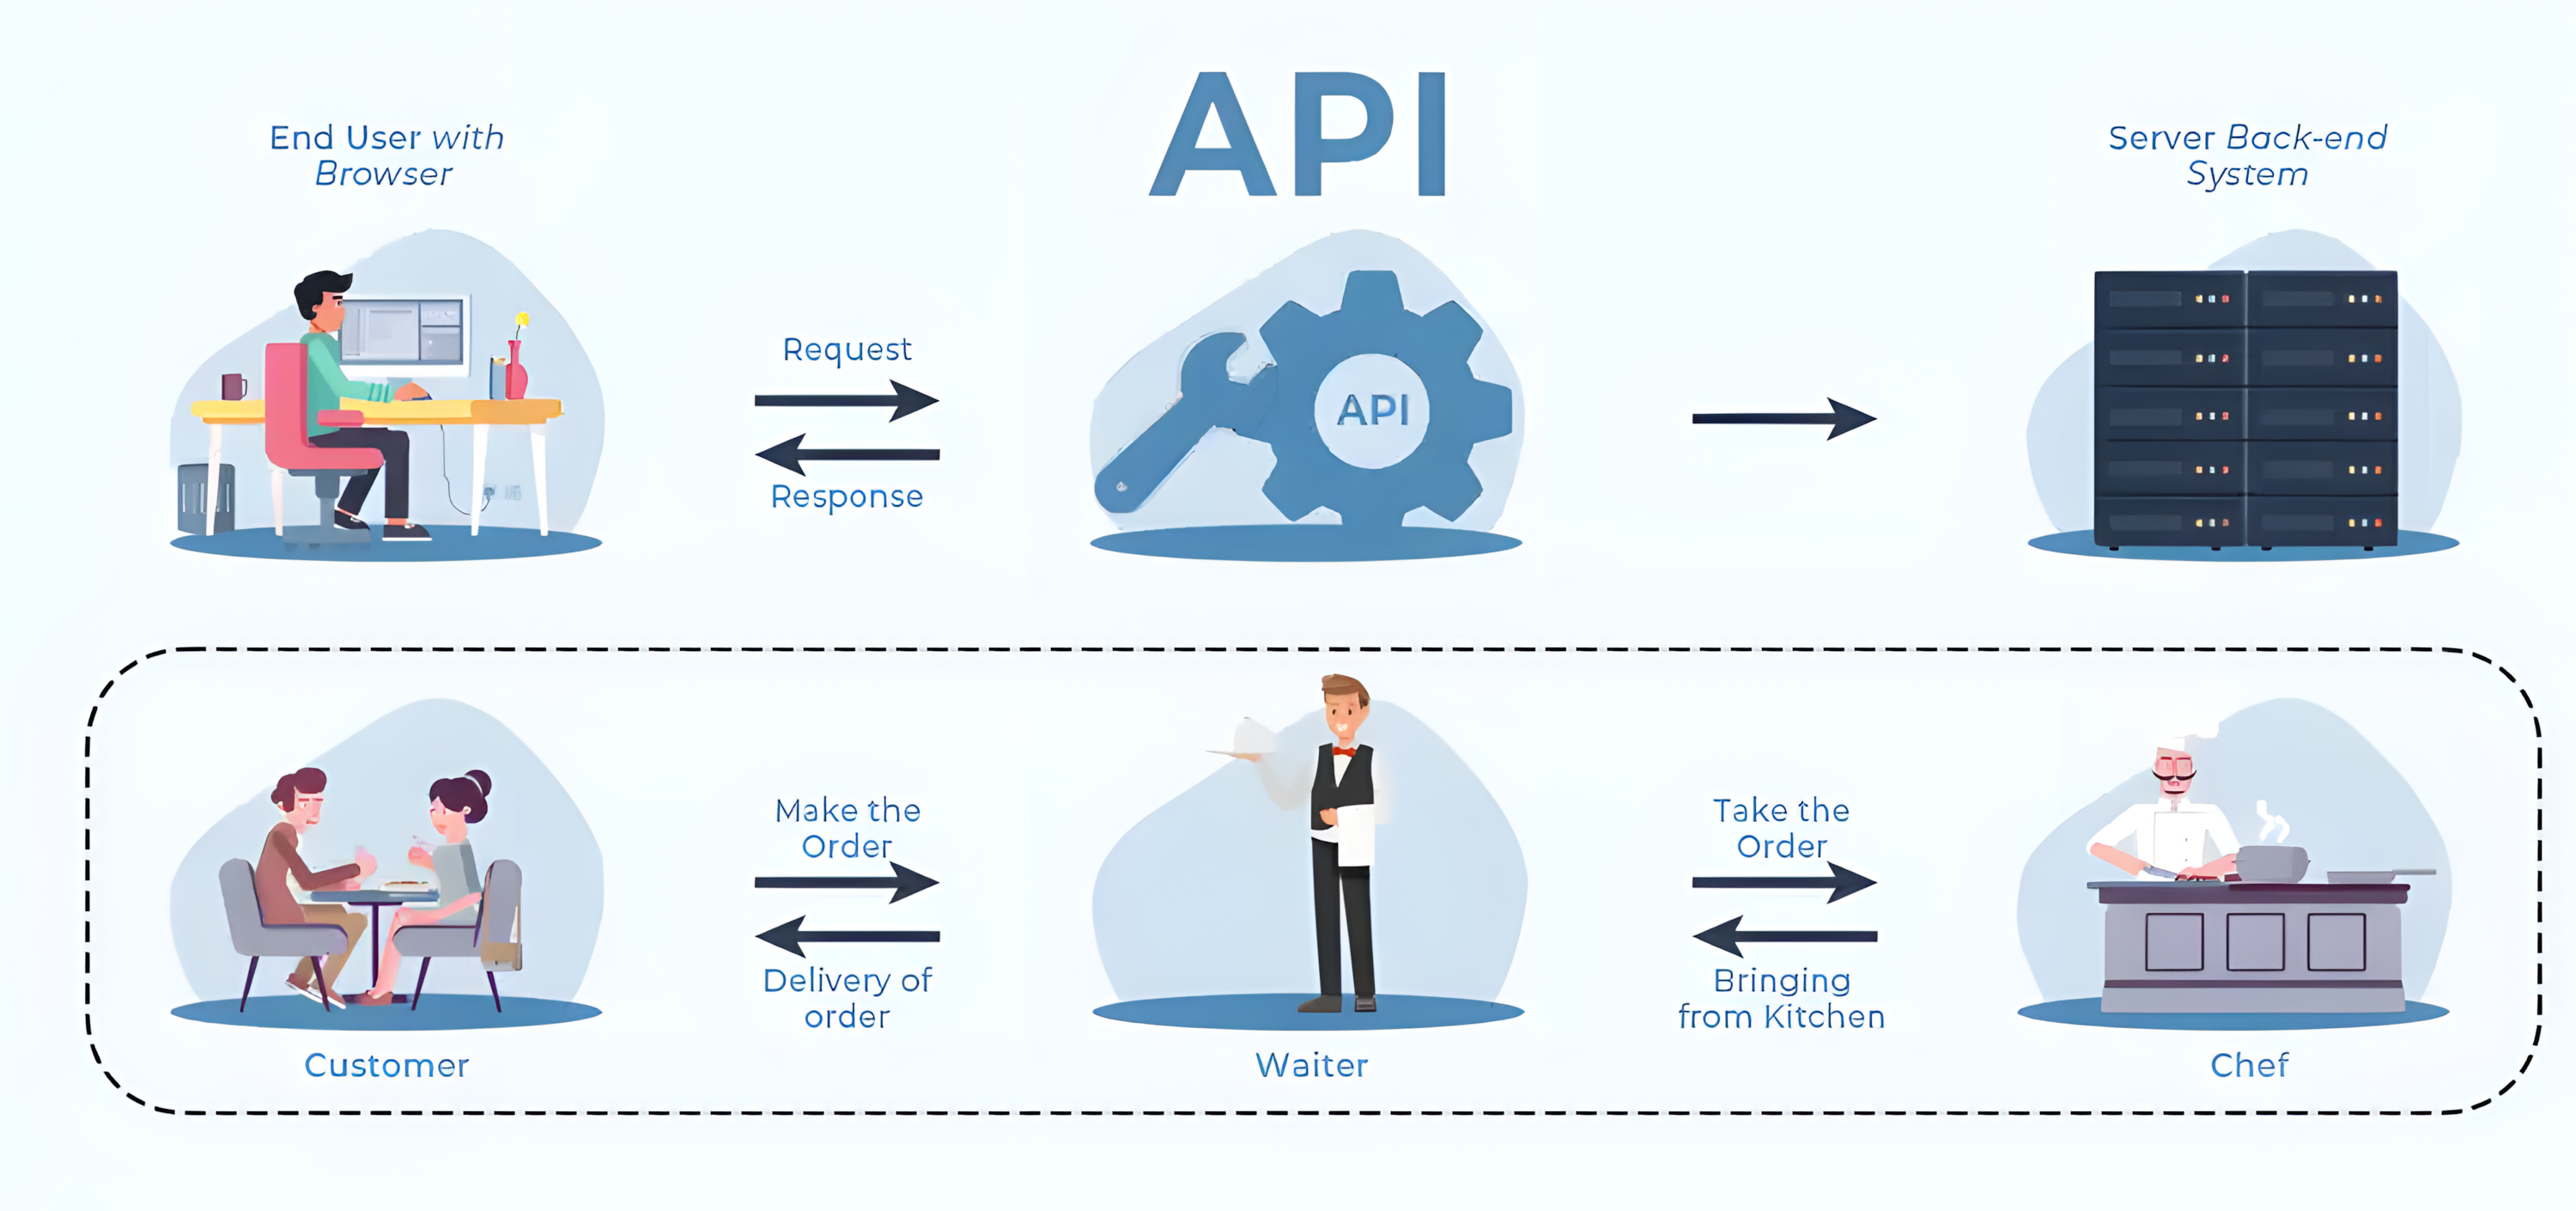 API
End User with
Browser
Server Back-end
System
Request
Response
API
Make the
Order
Delivery of
order
Take the
Order
Bringing
from Kitchen
Customer
Waiter
Chef